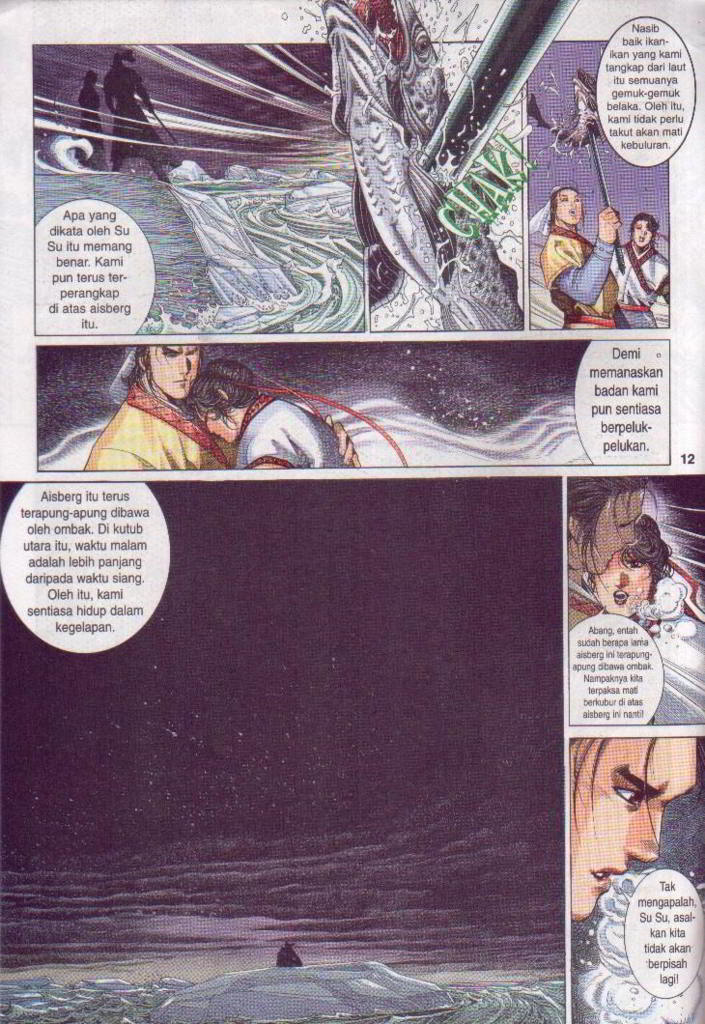 Apa yang
dikata oleh Su
Su itu memang
benar. Kami
pun terus ter-
perangkap
di atas aisberg
itu.
CHAK!
Nasib
baik ikan-
ikan yang kami
tangkap dari laut
itu semuanya
gemuk-gemuk
belaka. Oleh itu,
kami tidak perlu
takut akan mati
kebuluran.
Demi
memanaskan
badan kami
pun sentiasa
berpeluk-
pelukan.
12
Aisberg itu terus
terapung-apung dibawa
oleh ombak. Di kutub
utara itu, waktu malam
adalah lebih panjang
daripada waktu siang.
Oleh itu, kami
sentiasa hidup dalam
kegelapan.
Abang, entah
sudah berapa lama
aisberg ini terapung-
apung dibawa ombak.
Nampaknya kita
terpaksa mati
berkubur di atas
aisberg ini nanti!
Tak
mengapalah,
Su Su, asal-
kan kita
tidak akan
berpisah
lagi!